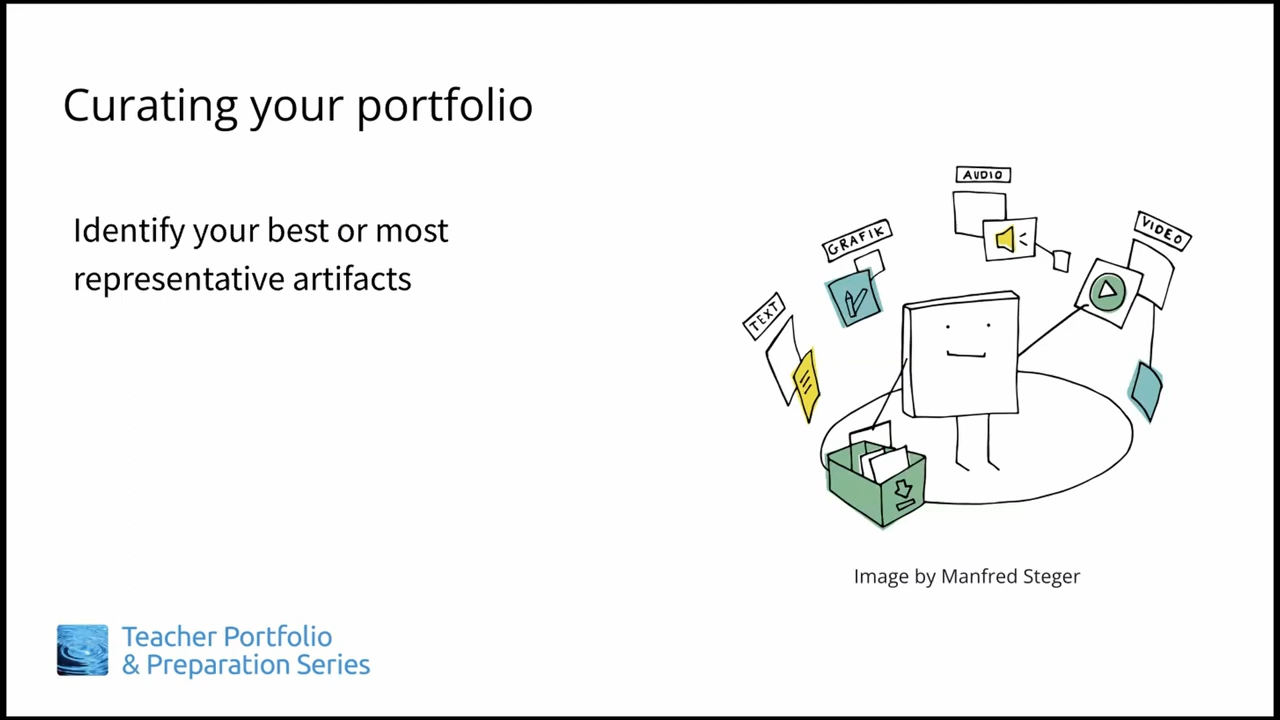 Curating your portfolio
Identify your best or most
representative artifacts
TEXT
GRAFIK
AUDIO
VIDEO
Image by Manfred Steger
Teacher Portfolio
& Preparation Series